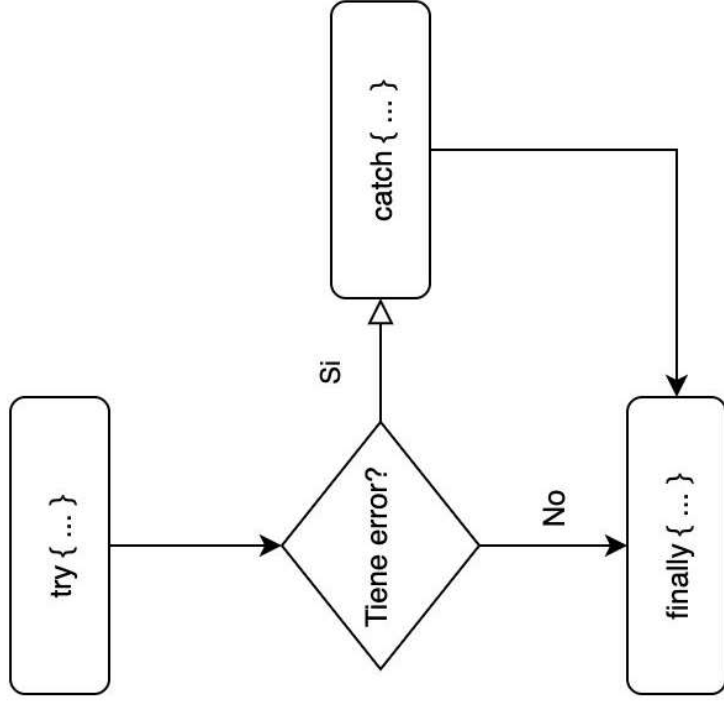 try { ... }
Tiene error?
Si
catch { ... }
No
finally { ... }